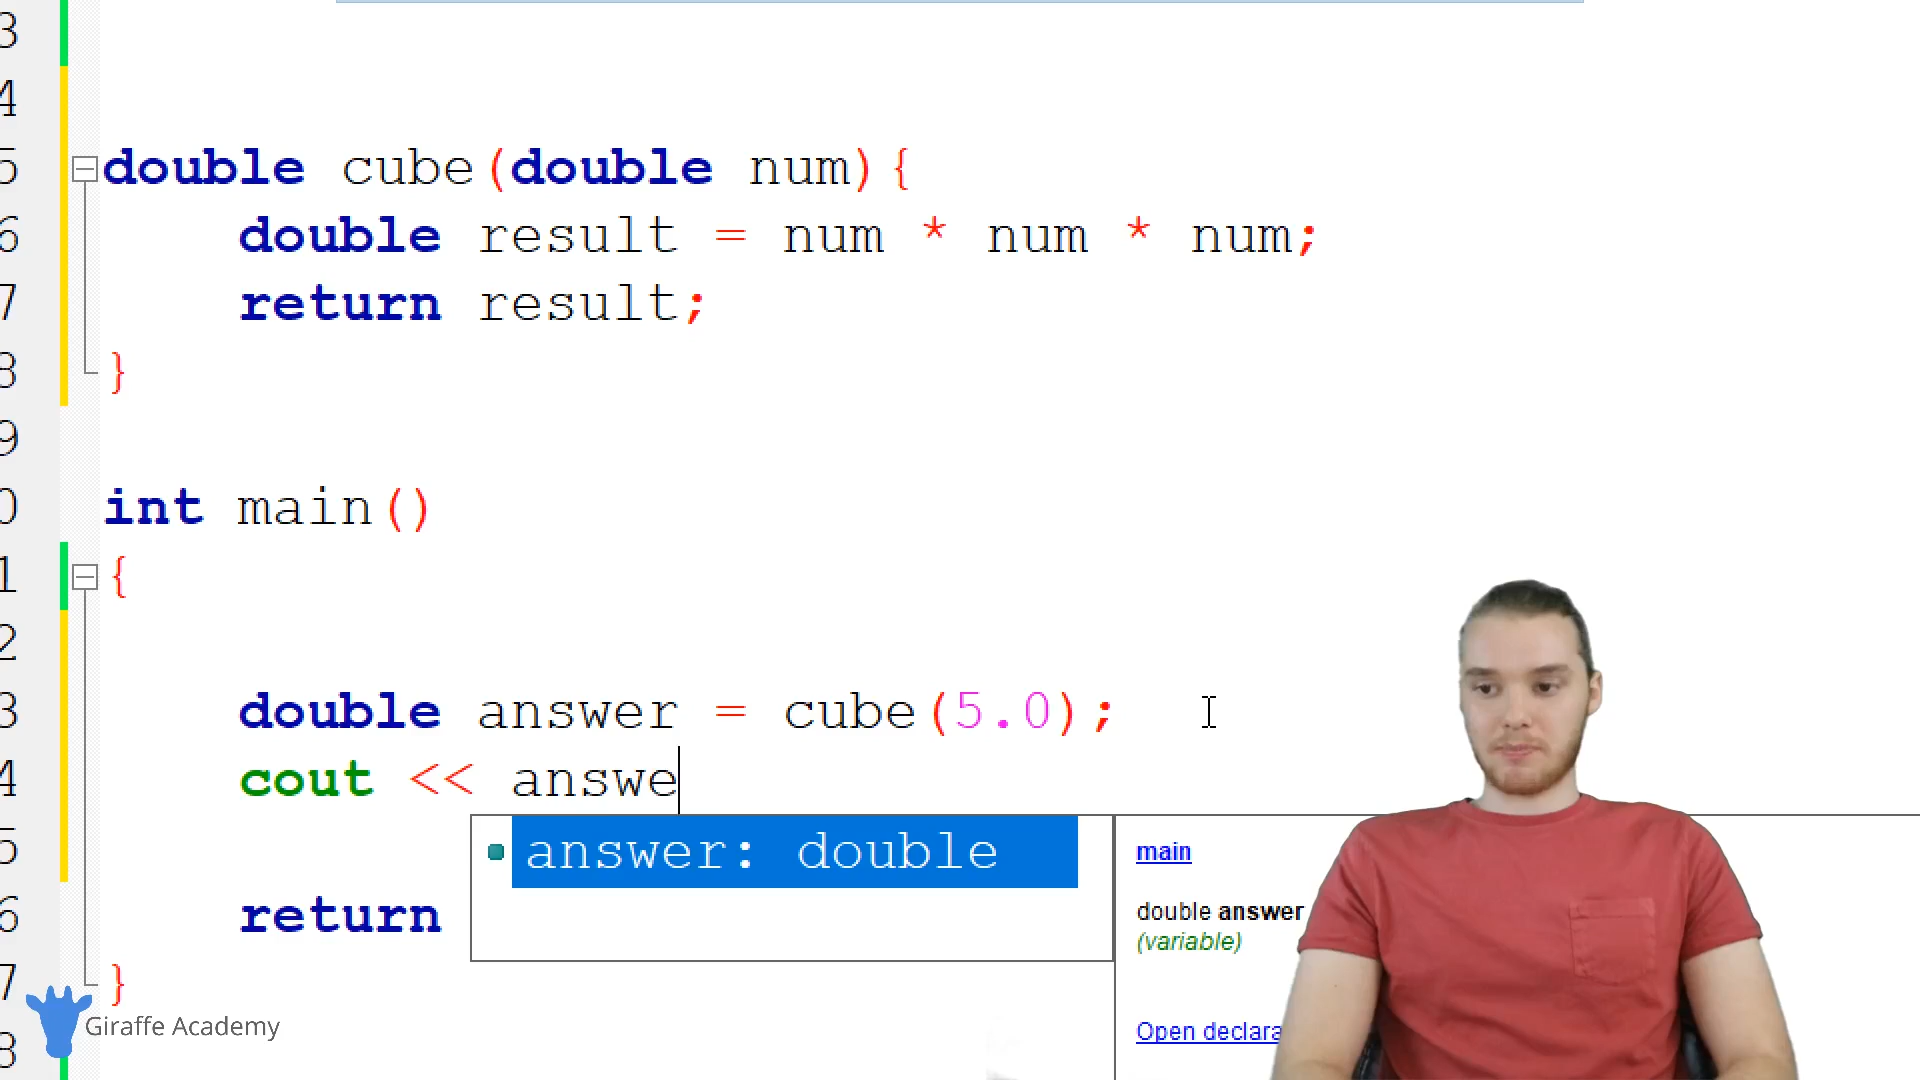 3
4
5 double cube(double num){
6 double result = num * num * num;
7 return result;
8 }
9
0 int main()
1 {
2
3 double answer = cube(5.0);
4 cout << answe
5 answer: double
main
6 return
double answer
(variable)
7 }
Giraffe Academy
Open declara
8